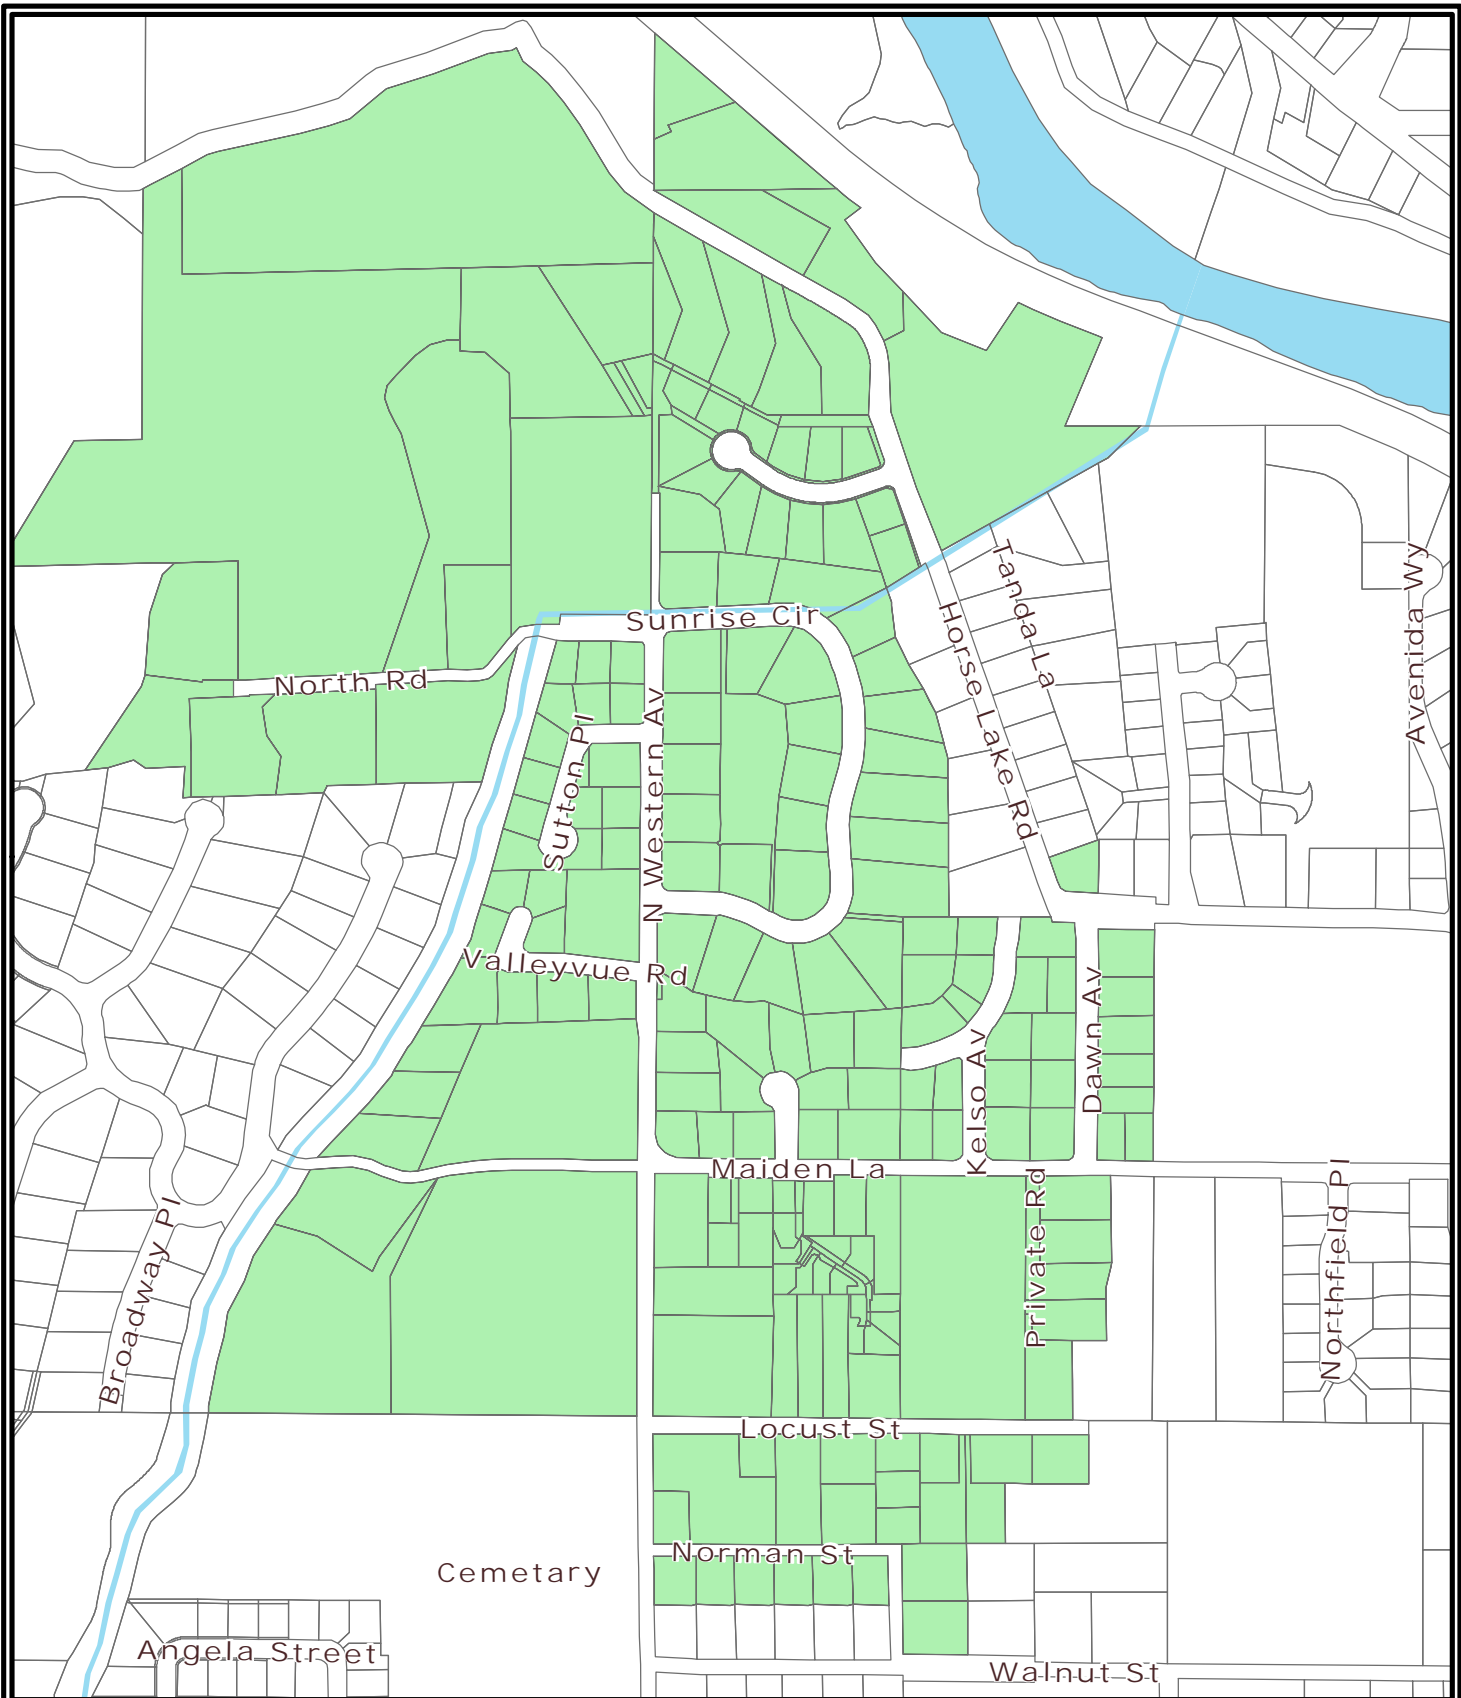 Sunrise Cir
North Rd
Tanda La
Horse Lake Rd
Avenida Wy
Sutton Pl
N Western Av
Valleyvue Rd
Dawn Av
Kelso Av
Maiden La
Private Rd
Northfield Pl
Broadway Pl
Locust St
Norman St
Cemetary
Angela Street
Walnut St